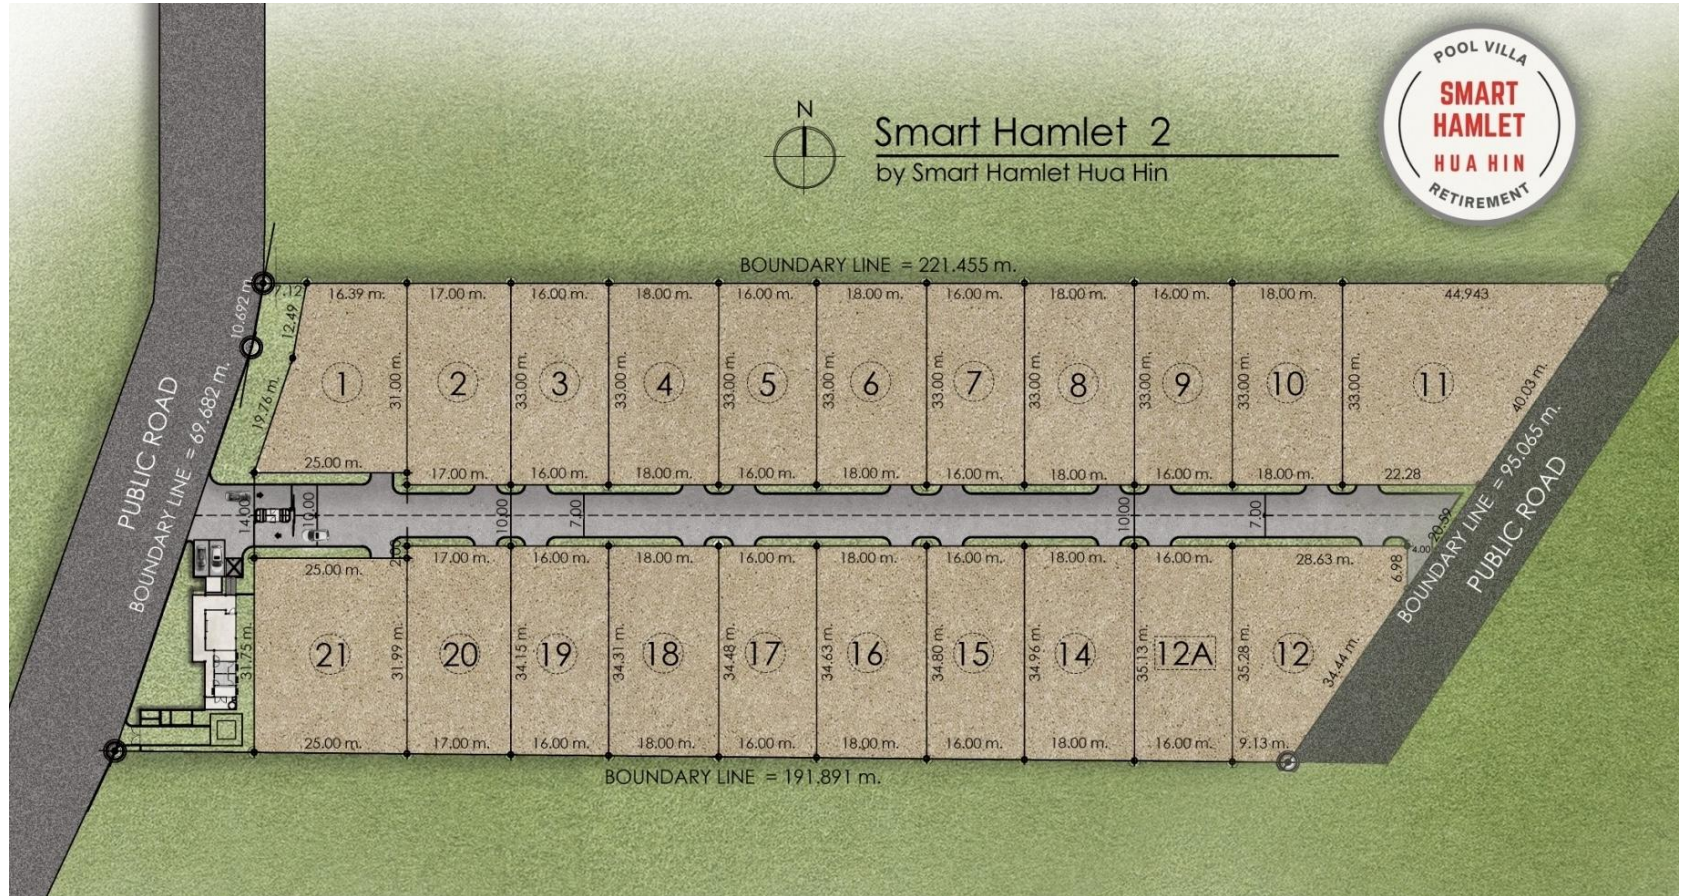 POOL VILLA
SMART
HAMLET
HUA HIN
RETIREMENT
N
Smart Hamlet 2
by Smart Hamlet Hua Hin
BOUNDARY LINE = 221.455 m.
7.12
16.39 m.
17.00 m.
16.00 m.
18.00 m.
16.00 m.
18.00 m.
16.00 m.
18.00 m.
16.00 m.
18.00 m.
44.943
10.692 m.
12.49
19.76 m.
PUBLIC ROAD
BOUNDARY LINE = 69.682 m.
1
31.00 m.
2
33.00 m.
3
33.00 m.
4
33.00 m.
5
33.00 m.
6
33.00 m.
7
33.00 m.
8
33.00 m.
9
33.00 m.
10
33.00 m.
11
40.03 m.
BOUNDARY LINE = 95.065 m.
PUBLIC ROAD
25.00 m.
17.00 m.
16.00 m.
18.00 m.
16.00 m.
18.00 m.
16.00 m.
18.00 m.
16.00 m.
18.00 m.
22.28
14.00
10.00
10.00
7.00
10.00
7.00
20.59
4.00
6.98
25.00 m.
2.00
17.00 m.
16.00 m.
18.00 m.
16.00 m.
18.00 m.
16.00 m.
18.00 m.
16.00 m.
28.63 m.
31.75 m.
21
31.99 m.
20
34.15 m.
19
34.31 m.
18
34.48 m.
17
34.63 m.
16
34.80 m.
15
34.96 m.
14
35.13 m.
12A
35.28 m.
12
34.44 m.
25.00 m.
17.00 m.
16.00 m.
18.00 m.
16.00 m.
18.00 m.
16.00 m.
18.00 m.
16.00 m.
9.13 m.
BOUNDARY LINE = 191.891 m.